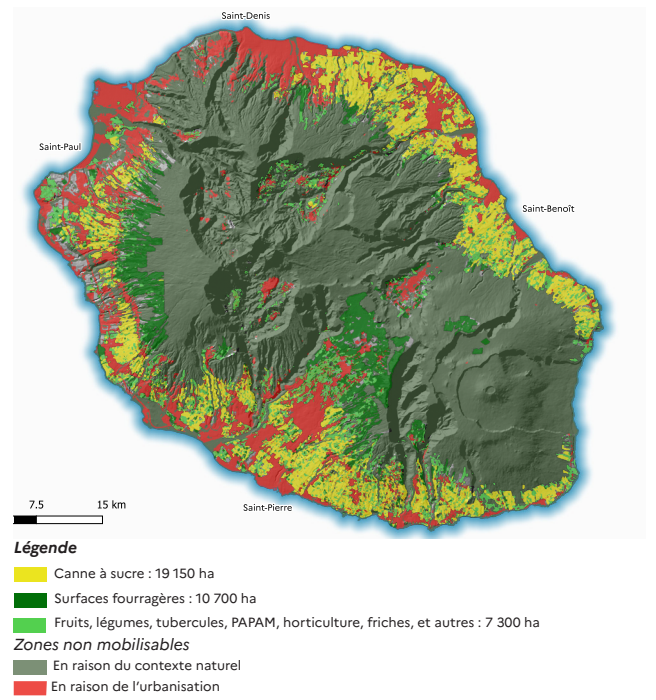 Saint-Denis
Saint-Paul
Saint-Benoît
7.5 15 km
Saint-Pierre
Légende
Canne à sucre : 19 150 ha
Surfaces fourragères : 10 700 ha
Fruits, légumes, tubercules, PAPAM, horticulture, friches, et autres : 7 300 ha
Zones non mobilisables
En raison du contexte naturel
En raison de l'urbanisation